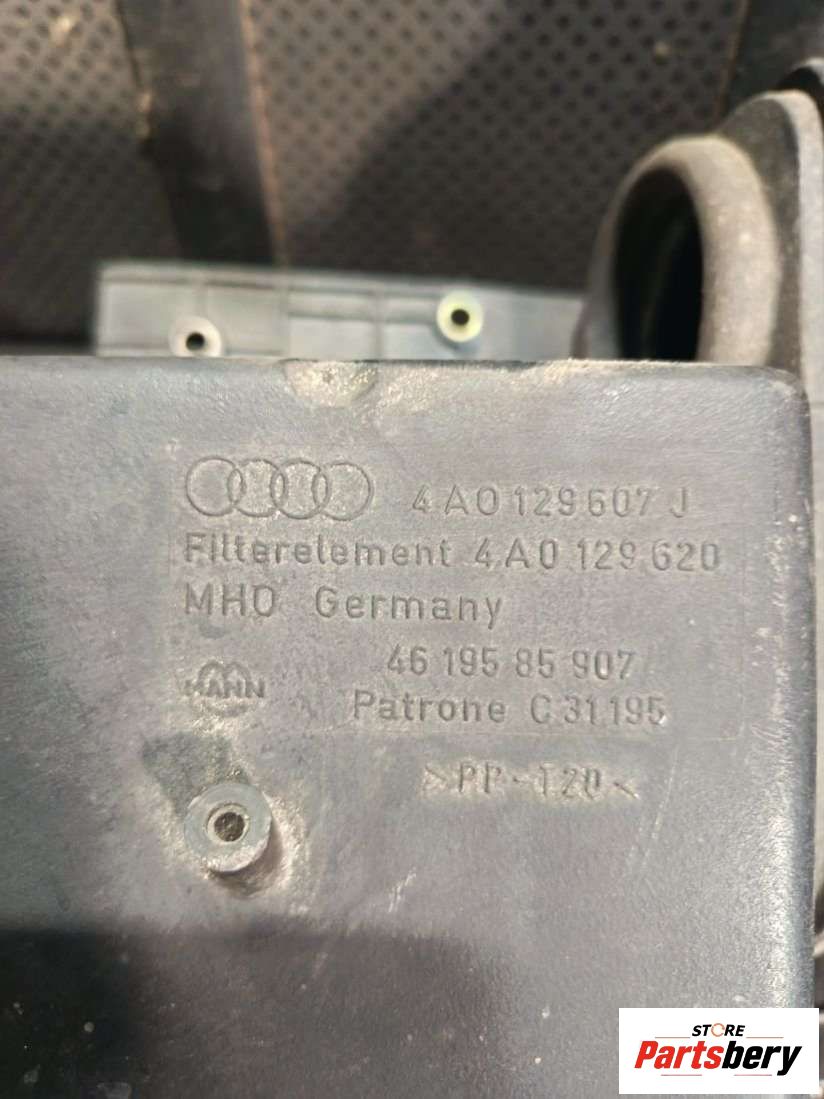 4A0 129 607 J
Filterelement 4A0 129 620
MHO Germany
46 195 85 907
MANN
Patrone C 31 195
>PP-T20<
STORE
Partsbery